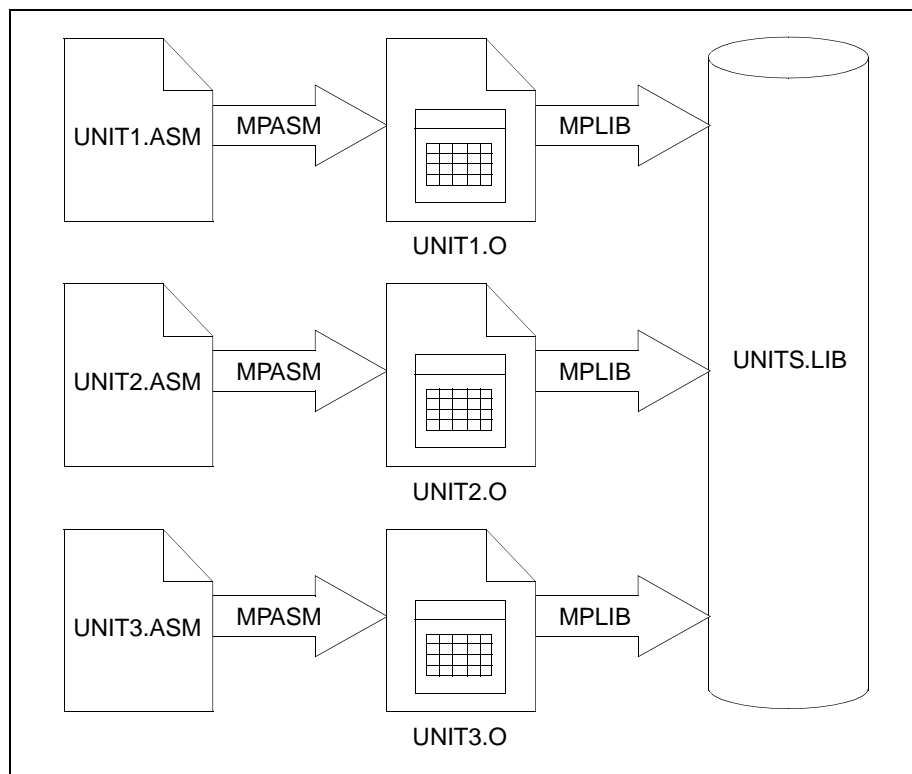 UNIT1.ASM
MPASM
MPLIB
UNIT1.O
UNIT2.ASM
MPASM
MPLIB
UNITS.LIB
UNIT2.O
UNIT3.ASM
MPASM
MPLIB
UNIT3.O